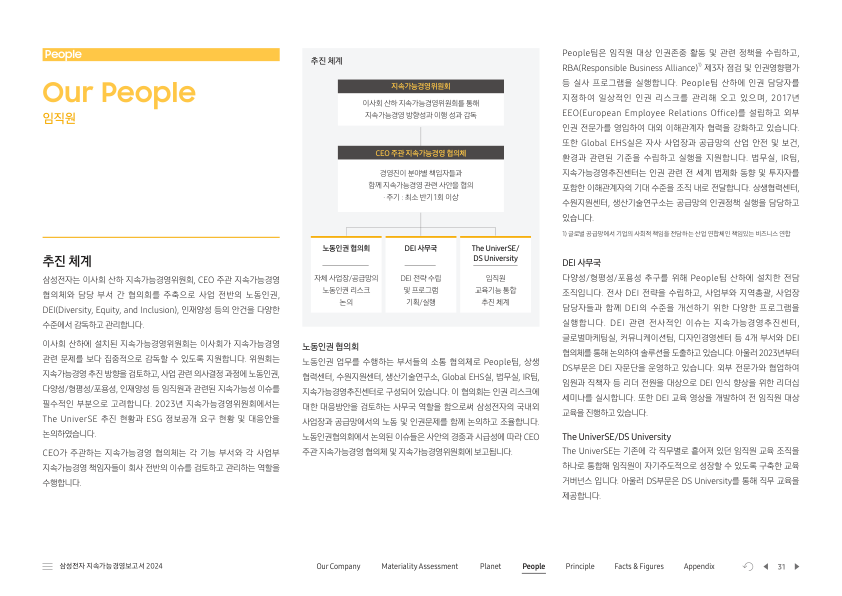 People
Our People
임직원
추진 체계
삼성전자는 이사회 산하 지속가능경영위원회, CEO 주관 지속가능경영
협의체와 담당 부서 간 협의회를 주축으로 사업 전반의 노동인권,
DEI(Diversity, Equity, and Inclusion), 인재양성 등의 안건을 다양한
수준에서 감독하고 관리합니다.
이사회 산하에 설치된 지속가능경영위원회는 이사회가 지속가능경영
관련 문제를 보다 집중적으로 감독할 수 있도록 지원합니다. 위원회는
지속가능경영 추진 방향을 검토하고, 사업 관련 의사결정 과정에 노동인권,
다양성/형평성/포용성, 인재양성 등 임직원과 관련된 지속가능성 이슈를
필수적인 부분으로 고려합니다. 2023년 지속가능경영위원회에서는
The UniverSE 추진 현황과 ESG 정보공개 요구 현황 및 대응안을
논의하였습니다.
CEO가 주관하는 지속가능경영 협의체는 각 기능 부서와 각 사업부
지속가능경영 책임자들이 회사 전반의 이슈를 검토하고 관리하는 역할을
수행합니다.
추진 체계
지속가능경영위원회
이사회 산하 지속가능경영위원회를 통해
지속가능경영 방향성과 이행 성과 감독
CEO 주관 지속가능경영 협의체
경영진이 분야별 책임자들과
함께 지속가능경영 관련 사안을 협의
· 주기 : 최소 반기 1회 이상
노동인권 협의회
자체 사업장/공급망의
노동인권 리스크
논의
DEI 사무국
DEI 전략 수립
및 프로그램
기획/실행
The UniverSE/
DS University
임직원
교육기능 통합
추진 체계
노동인권 협의회
노동인권 업무를 수행하는 부서들의 소통 협의체로 People팀, 상생
협력센터, 수원지원센터, 생산기술연구소, Global EHS실, 법무실, IR팀,
지속가능경영추진센터로 구성되어 있습니다. 이 협의회는 인권 리스크에
대한 대응방안을 검토하는 사무국 역할을 함으로써 삼성전자의 국내외
사업장과 공급망에서의 노동 및 인권문제를 함께 논의하고 조율합니다.
노동인권협의회에서 논의된 이슈들은 사안의 경중과 시급성에 따라 CEO
주관 지속가능경영 협의체 및 지속가능경영위원회에 보고됩니다.
People팀은 임직원 대상 인권존중 활동 및 관련 정책을 수립하고,
RBA(Responsible Business Alliance)¹⁾ 제3자 점검 및 인권영향평가
등 실사 프로그램을 실행합니다. People팀 산하에 인권 담당자를
지정하여 일상적인 인권 리스크를 관리해 오고 있으며, 2017년
EEO(European Employee Relations Office)를 설립하고 외부
인권 전문가를 영입하여 대외 이해관계자 협력을 강화하고 있습니다.
또한 Global EHS실은 자사 사업장과 공급망의 산업 안전 및 보건,
환경과 관련된 기준을 수립하고 실행을 지원합니다. 법무실, IR팀,
지속가능경영추진센터는 인권 관련 전 세계 법제화 동향 및 투자자를
포함한 이해관계자의 기대 수준을 조직 내로 전달합니다. 상생협력센터,
수원지원센터, 생산기술연구소는 공급망의 인권정책 실행을 담당하고
있습니다.
1) 글로벌 공급망에서 기업의 사회적 책임을 전담하는 산업 연합체인 책임있는 비즈니스 연합
DEI 사무국
다양성/형평성/포용성 추구를 위해 People팀 산하에 설치한 전담
조직입니다. 전사 DEI 전략을 수립하고, 사업부와 지역총괄, 사업장
담당자들과 함께 DEI의 수준을 개선하기 위한 다양한 프로그램을
실행합니다. DEI 관련 전사적인 이슈는 지속가능경영추진센터,
글로벌마케팅실, 커뮤니케이션팀, 디자인경영센터 등 4개 부서와 DEI
협의체를 통해 논의하여 솔루션을 도출하고 있습니다. 아울러 2023년부터
DS부문은 DEI 자문단을 운영하고 있습니다. 외부 전문가와 협업하여
임원과 직책자 등 리더 전원을 대상으로 DEI 인식 향상을 위한 리더십
세미나를 실시합니다. 또한 DEI 교육 영상을 개발하여 전 임직원 대상
교육을 진행하고 있습니다.
The UniverSE/DS University
The UniverSE는 기존에 각 직무별로 흩어져 있던 임직원 교육 조직을
하나로 통합해 임직원이 자기주도적으로 성장할 수 있도록 구축한 교육
거버넌스 입니다. 아울러 DS부문은 DS University를 통해 직무 교육을
제공합니다.
삼성전자 지속가능경영보고서 2024
Our Company
Materiality Assessment
Planet
People
Principle
Facts & Figures
Appendix
31